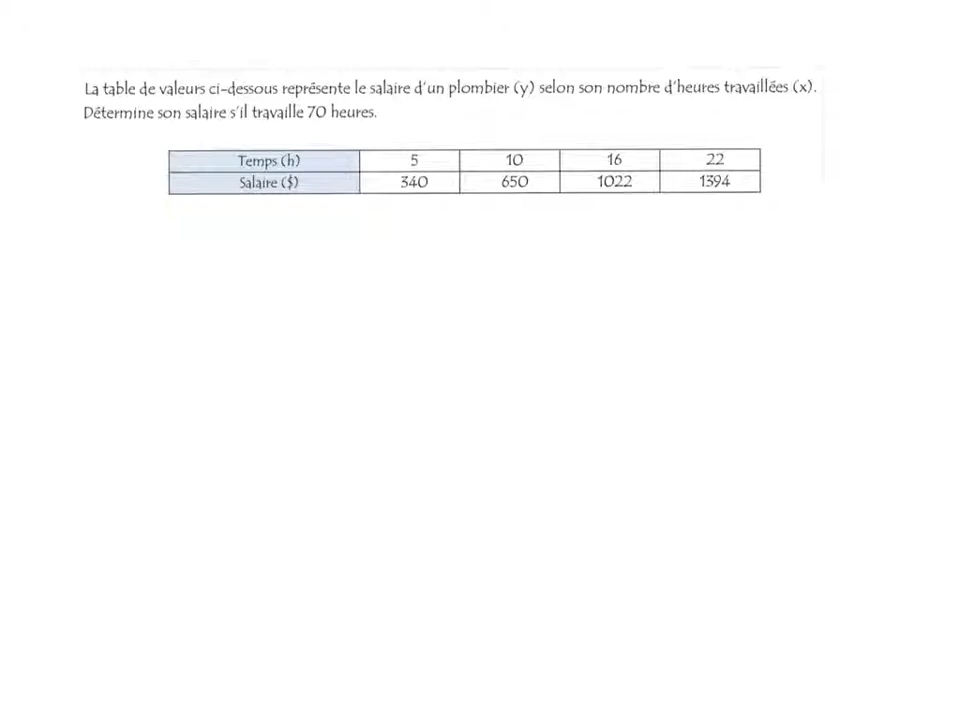 La table de valeurs ci-dessous représente le salaire d'un plombier (y) selon son nombre d'heures travaillées (x).
Détermine son salaire s'il travaille 70 heures.
Temps (h) 5 10 16 22
Salaire ($) 340 650 1022 1394